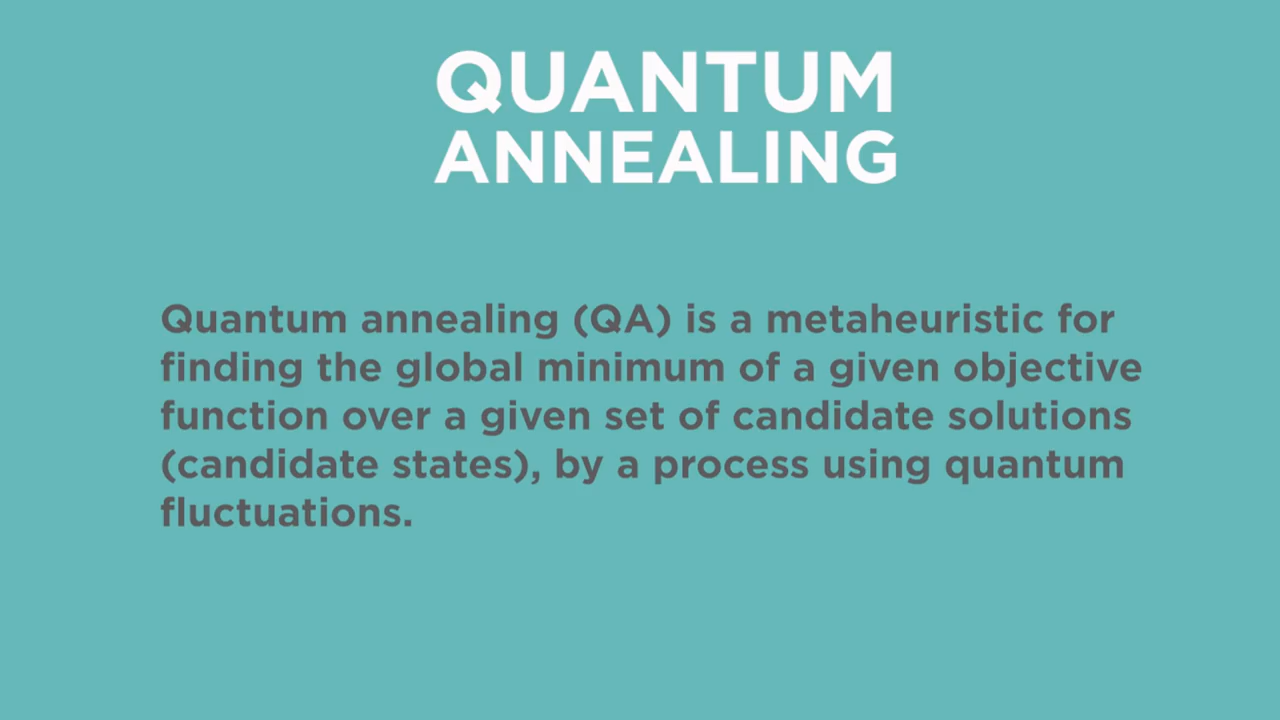 QUANTUM
ANNEALING
Quantum annealing (QA) is a metaheuristic for
finding the global minimum of a given objective
function over a given set of candidate solutions
(candidate states), by a process using quantum
fluctuations.